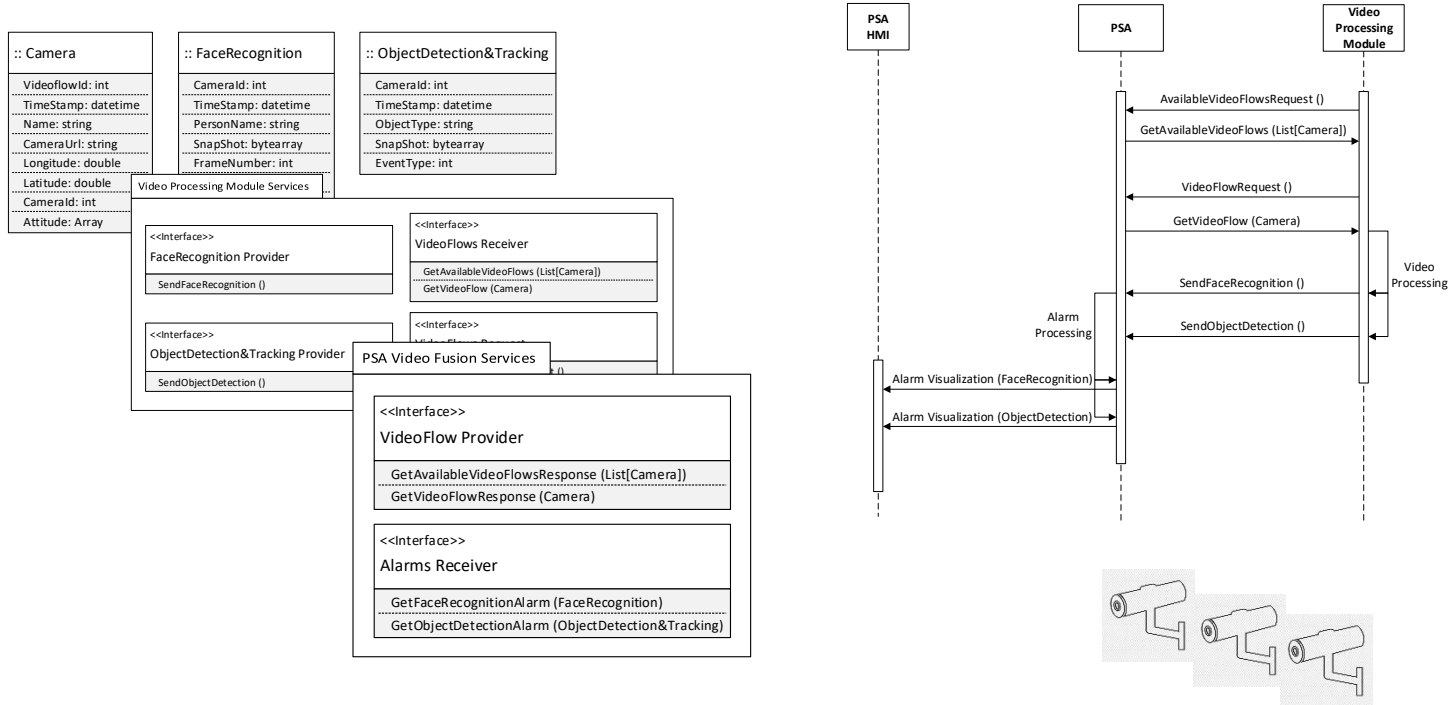 :: Camera
VideoflowId: int
TimeStamp: datetime
Name: string
CameraUrl: string
Longitude: double
Latitude: double
CameraId: int
Attitude: Array
:: FaceRecognition
CameraId: int
TimeStamp: datetime
PersonName: string
SnapShot: bytearray
FrameNumber: int
:: ObjectDetection&Tracking
CameraId: int
TimeStamp: datetime
ObjectType: string
SnapShot: bytearray
EventType: int
Video Processing Module Services
<<Interface>>
FaceRecognition Provider
SendFaceRecognition ()
<<Interface>>
VideoFlows Receiver
GetAvailableVideoFlows (List[Camera])
GetVideoFlow (Camera)
<<Interface>>
ObjectDetection&Tracking Provider
SendObjectDetection ()
<<Interface>>
PSA Video Fusion Services
<<Interface>>
VideoFlow Provider
GetAvailableVideoFlowsResponse (List[Camera])
GetVideoFlowResponse (Camera)
<<Interface>>
Alarms Receiver
GetFaceRecognitionAlarm (FaceRecognition)
GetObjectDetectionAlarm (ObjectDetection&Tracking)
PSA
HMI
PSA
Video
Processing
Module
AvailableVideoFlowsRequest ()
GetAvailableVideoFlows (List[Camera])
VideoFlowRequest ()
GetVideoFlow (Camera)
Video
Processing
SendFaceRecognition ()
SendObjectDetection ()
Alarm
Processing
Alarm Visualization (FaceRecognition)
Alarm Visualization (ObjectDetection)